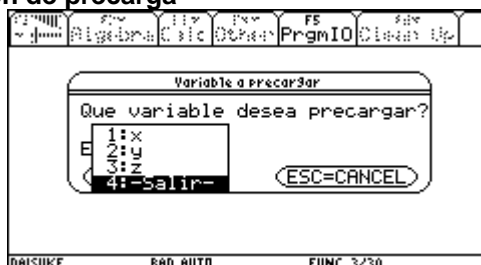 n de precarga
F5
Algebra Calc Other PrgmIO Clean Up
Variable a precargar
Que variable desea precargar?
1:x
E 2:y
3:z
4:-Salir-
ESC=CANCEL
DAISUKE RAD AUTO FUNC 3/30